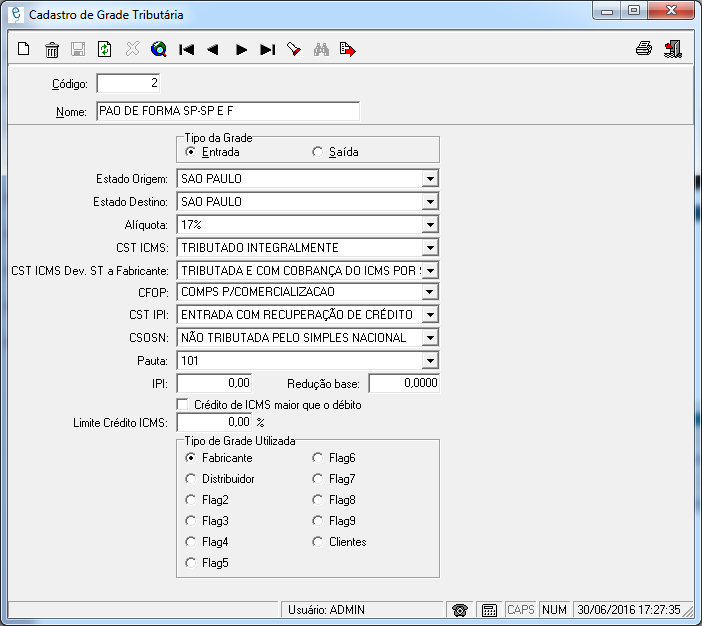 Cadastro de Grade Tributária
Código: 2
Nome: PAO DE FORMA SP-SP E F
Tipo da Grade
Entrada Saída
Estado Origem: SAO PAULO
Estado Destino: SAO PAULO
Alíquota: 17%
CST ICMS: TRIBUTADO INTEGRALMENTE
CST ICMS Dev. ST a Fabricante: TRIBUTADA E COM COBRANÇA DO ICMS POR
CFOP: COMPS P/COMERCIALIZACAO
CST IPI: ENTRADA COM RECUPERAÇÃO DE CRÉDITO
CSOSN: NÃO TRIBUTADA PELO SIMPLES NACIONAL
Pauta: 101
IPI: 0,00 Redução base: 0,0000
Crédito de ICMS maior que o débito
Limite Crédito ICMS: 0,00 %
Tipo de Grade Utilizada
Fabricante Flag6
Distribuidor Flag7
Flag2 Flag8
Flag3 Flag9
Flag4 Clientes
Flag5
Usuário: ADMIN CAPS NUM 30/06/2016 17:27:35